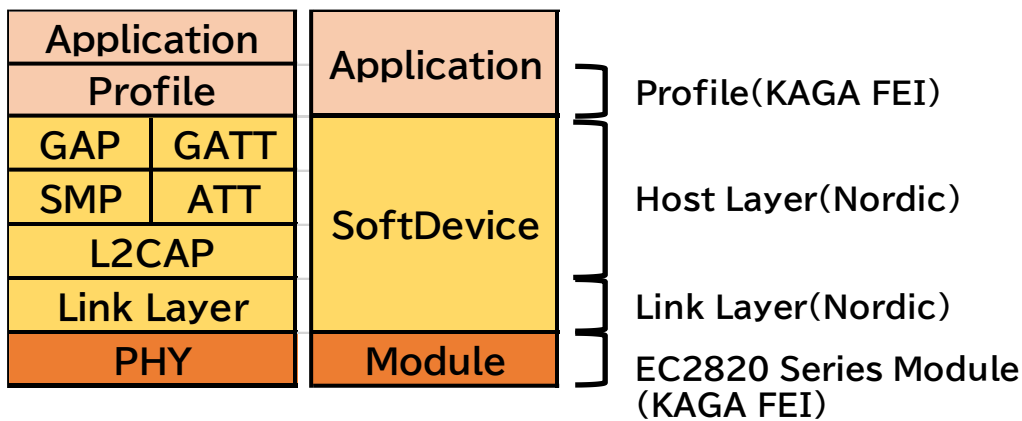 Application
Profile
GAP GATT
SMP ATT
L2CAP
Link Layer
PHY
Application
SoftDevice
Module
Profile(KAGA FEI)
Host Layer(Nordic)
Link Layer(Nordic)
EC2820 Series Module
(KAGA FEI)